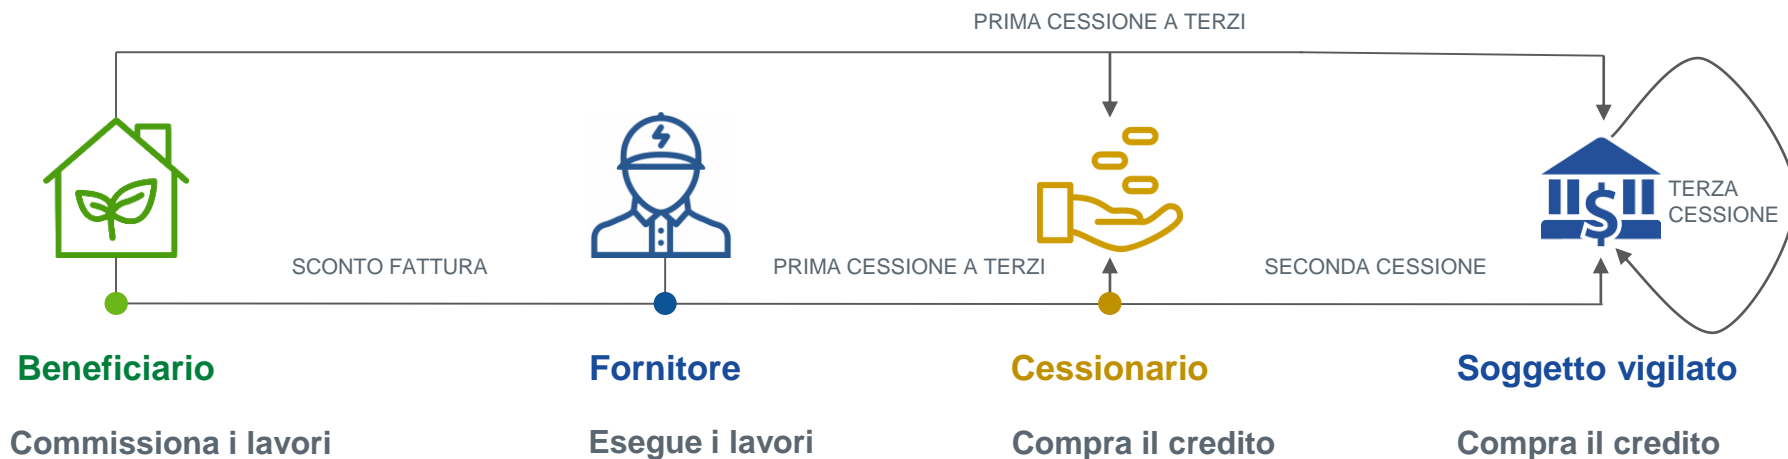 PRIMA CESSIONE A TERZI
TERZA
CESSIONE
SCONTO FATTURA
PRIMA CESSIONE A TERZI
SECONDA CESSIONE
Beneficiario
Fornitore
Cessionario
Soggetto vigilato
Commissiona i lavori
Esegue i lavori
Compra il credito
Compra il credito